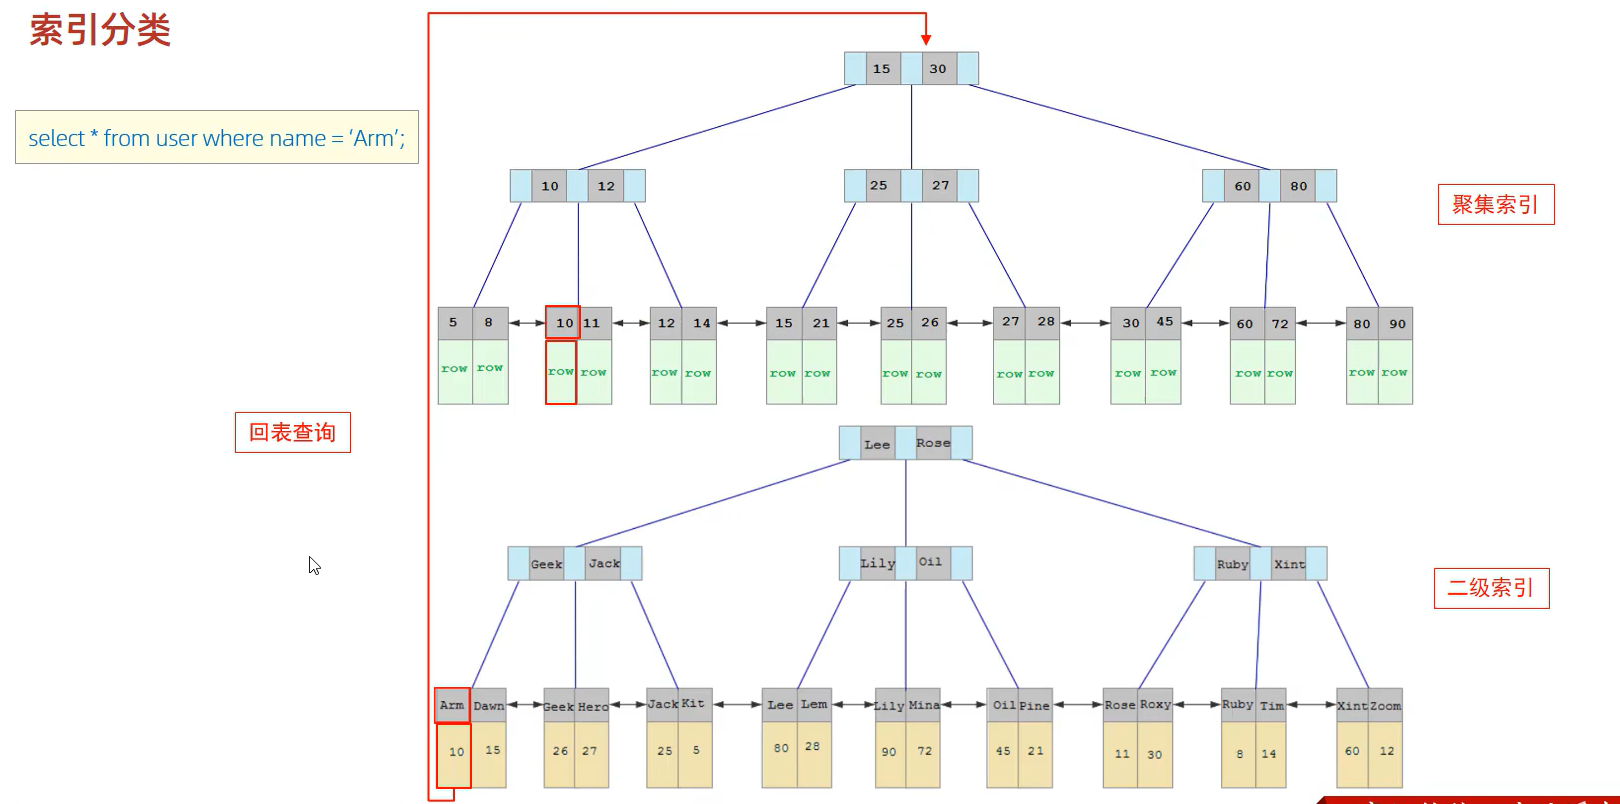 索引分类
select * from user where name = ‘Arm’;
15 30
10 12 25 27 60 80
聚集索引
5 8 10 11 12 14 15 21 25 26 27 28 30 45 60 72 80 90
row row row row row row row row row row row row row row row row row row
回表查询
Lee Rose
Geek Jack Lily Oil Ruby Xint
二级索引
Arm Dawn Geek Hero Jack Kit Lee Lem Lily Mina Oil Pine Rose Roxy Ruby Tim Xint Zoom
10 15 26 27 25 5 80 28 90 72 45 21 11 30 8 14 60 12